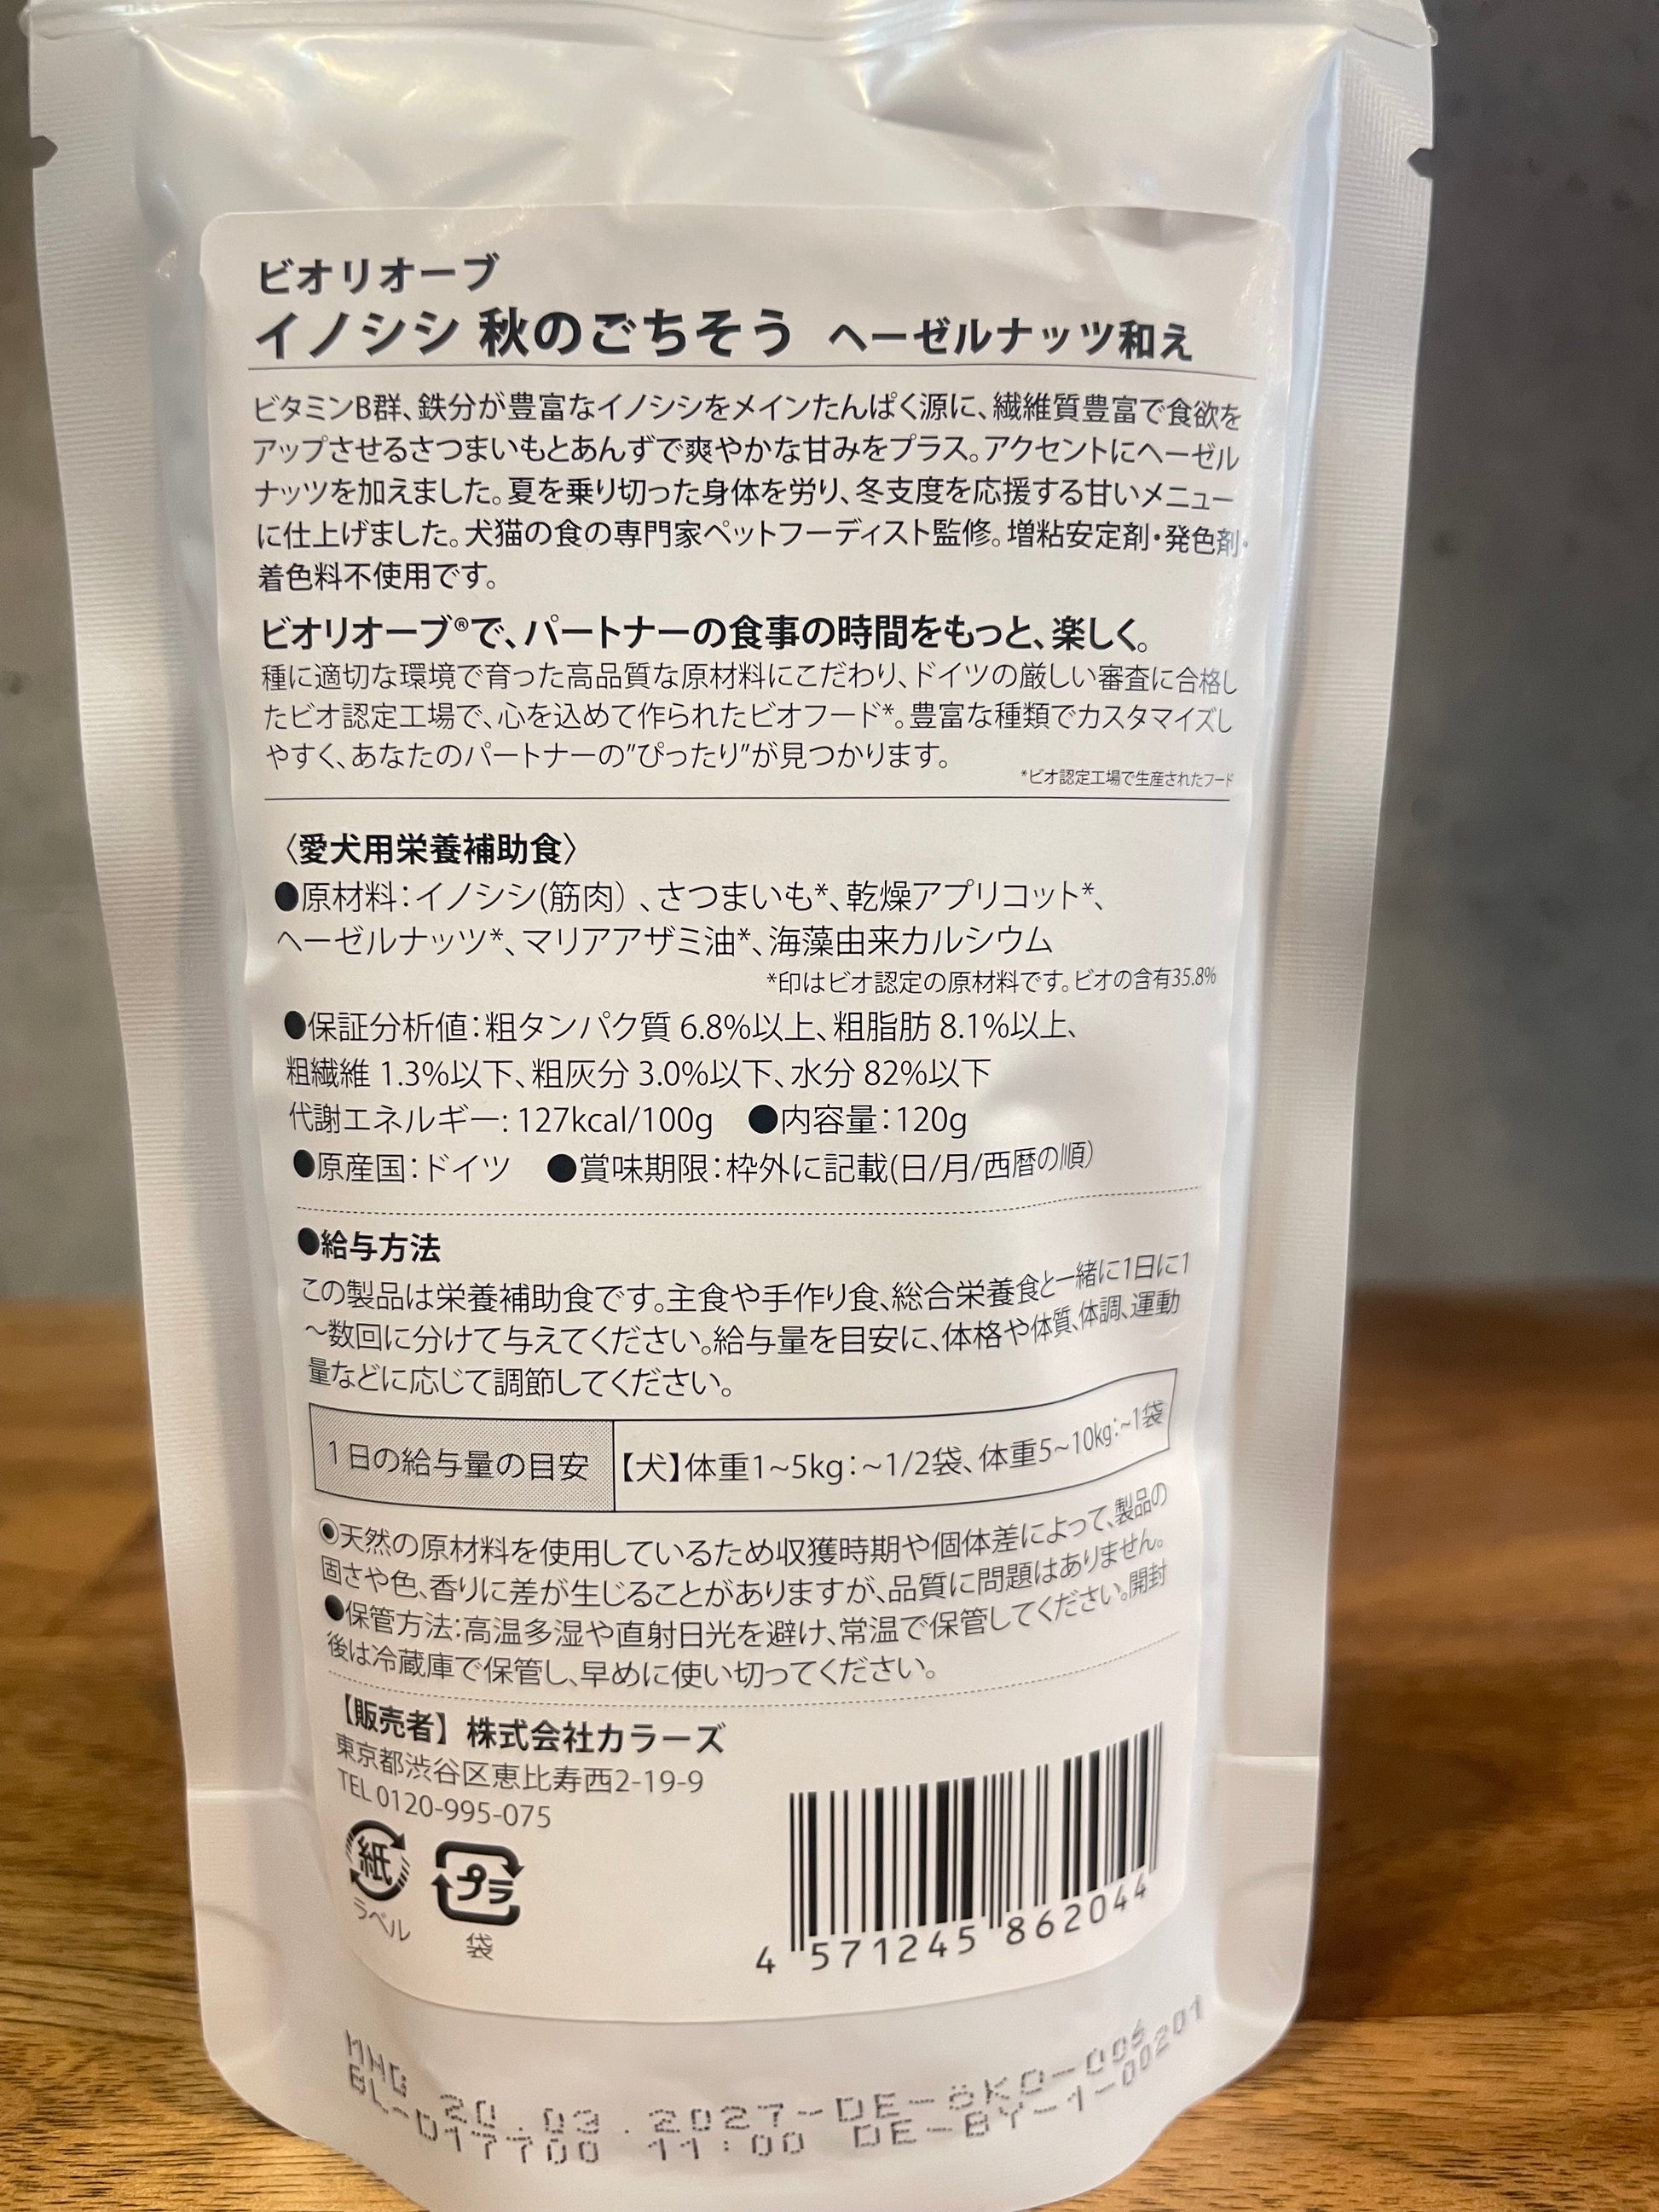 ビオリオーブ
イノシシ 秋のごちそう ヘーゼルナッツ和え
ビタミンB群、鉄分が豊富なイノシシをメインたんぱく源に、繊維質豊富で食欲を
アップさせるさつまいもとあんずで爽やかな甘みをプラス。アクセントにヘーゼル
ナッツを加えました。夏を乗り切った身体を労り、冬支度を応援する甘いメニュー
に仕上げました。犬猫の食の専門家ペットフーディスト監修。増粘安定剤・発色剤・
着色料不使用です。
ビオリオーブ®で、パートナーの食事の時間をもっと、楽しく。
種に適切な環境で育った高品質な原材料にこだわり、ドイツの厳しい審査に合格し
たビオ認定工場で、心を込めて作られたビオフード*。豊富な種類でカスタマイズし
やすく、あなたのパートナーの"ぴったり"が見つかります。
*ビオ認定工場で生産されたフード
〈愛犬用栄養補助食〉
●原材料：イノシシ(筋肉）、さつまいも*、乾燥アプリコット*、
ヘーゼルナッツ*、マリアアザミ油*、海藻由来カルシウム
*印はビオ認定の原材料です。ビオの含有35.8%
●保証分析値：粗タンパク質 6.8%以上、粗脂肪 8.1%以上、
粗繊維 1.3%以下、粗灰分 3.0%以下、水分 82%以下
代謝エネルギー: 127kcal/100g ●内容量：120g
●原産国：ドイツ ●賞味期限：枠外に記載(日/月/西暦の順）
●給与方法
この製品は栄養補助食です。主食や手作り食、総合栄養食と一緒に1日に1
～数回に分けて与えてください。給与量を目安に、体格や体質、体調、運動
量などに応じて調節してください。
1日の給与量の目安 【犬】体重1~5kg：~1/2袋、体重5~10kg：~1袋
◉天然の原材料を使用しているため収獲時期や個体差によって、製品の
固さや色、香りに差が生じることがありますが、品質に問題はありません。
●保管方法：高温多湿や直射日光を避け、常温で保管してください。開封
後は冷蔵庫で保管し、早めに使い切ってください。
【販売者】株式会社カラーズ
東京都渋谷区恵比寿西2-19-9
TEL 0120-995-075
紙
ラベル
プラ
袋
4 571245 862044
MHG 20.03.2027-DE-BKO-006
BL-017700 11:00 DE-BY-1-00201